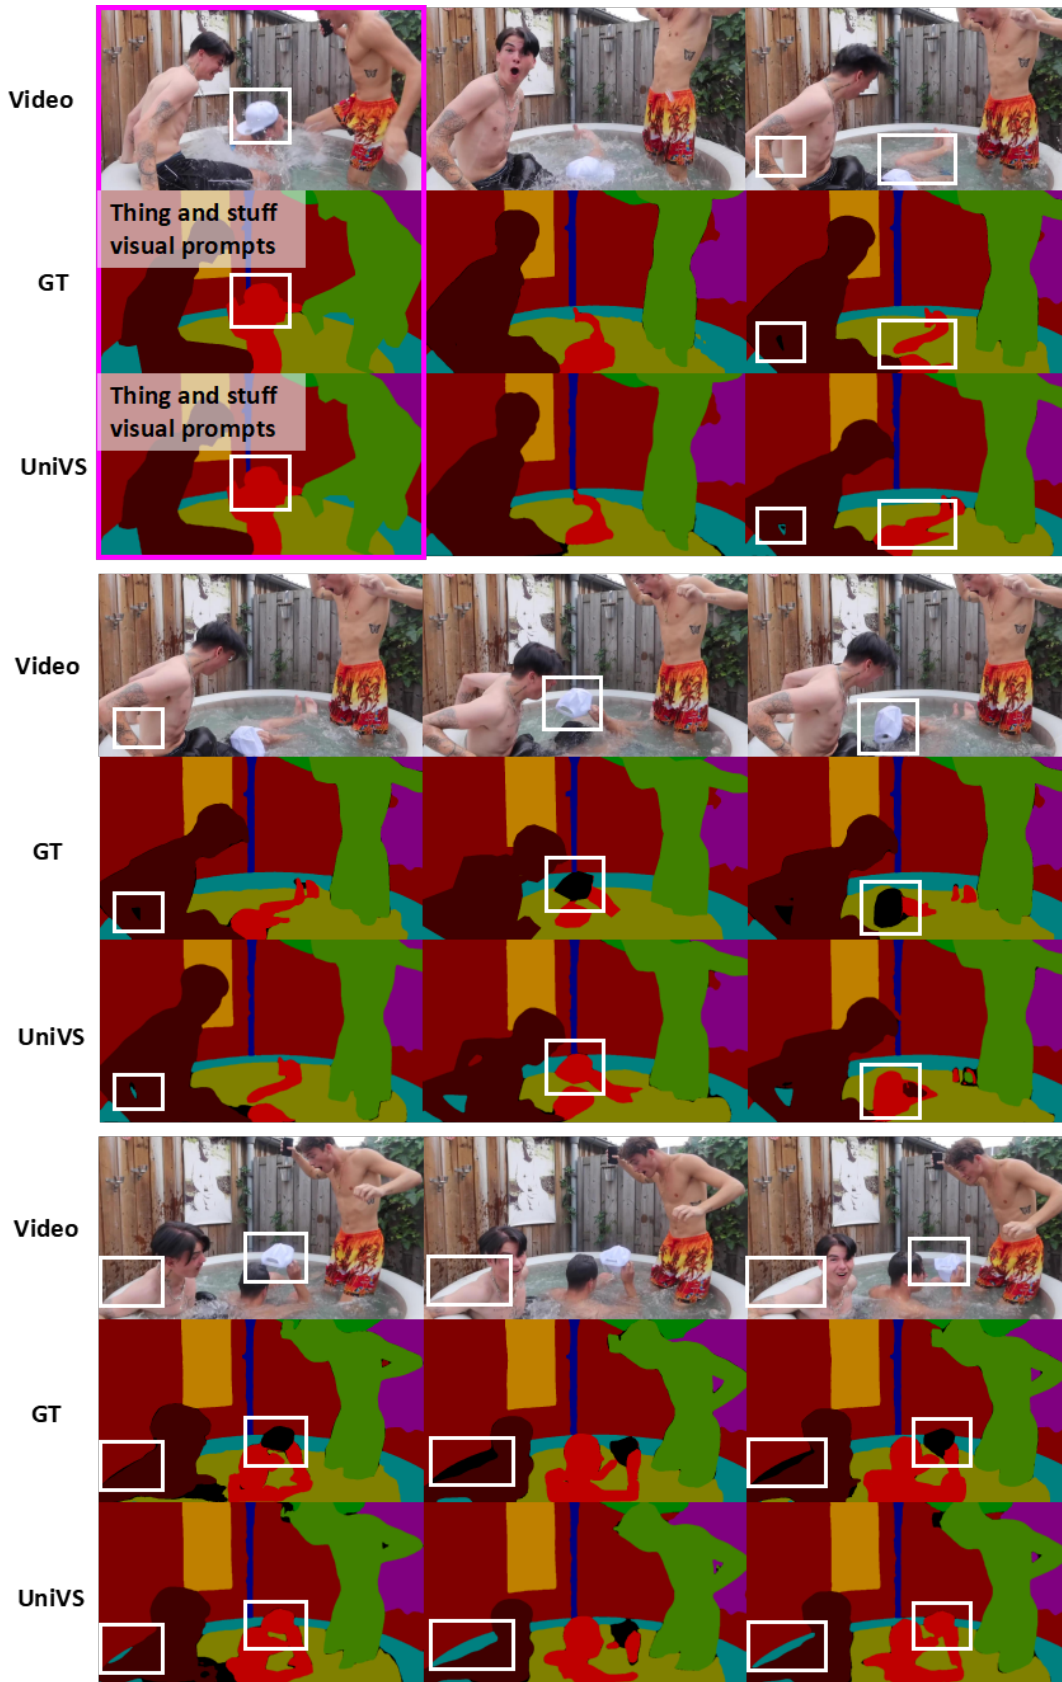 Video
Thing and stuff
visual prompts
GT
Thing and stuff
visual prompts
UniVS
Video
GT
UniVS
Video
GT
UniVS